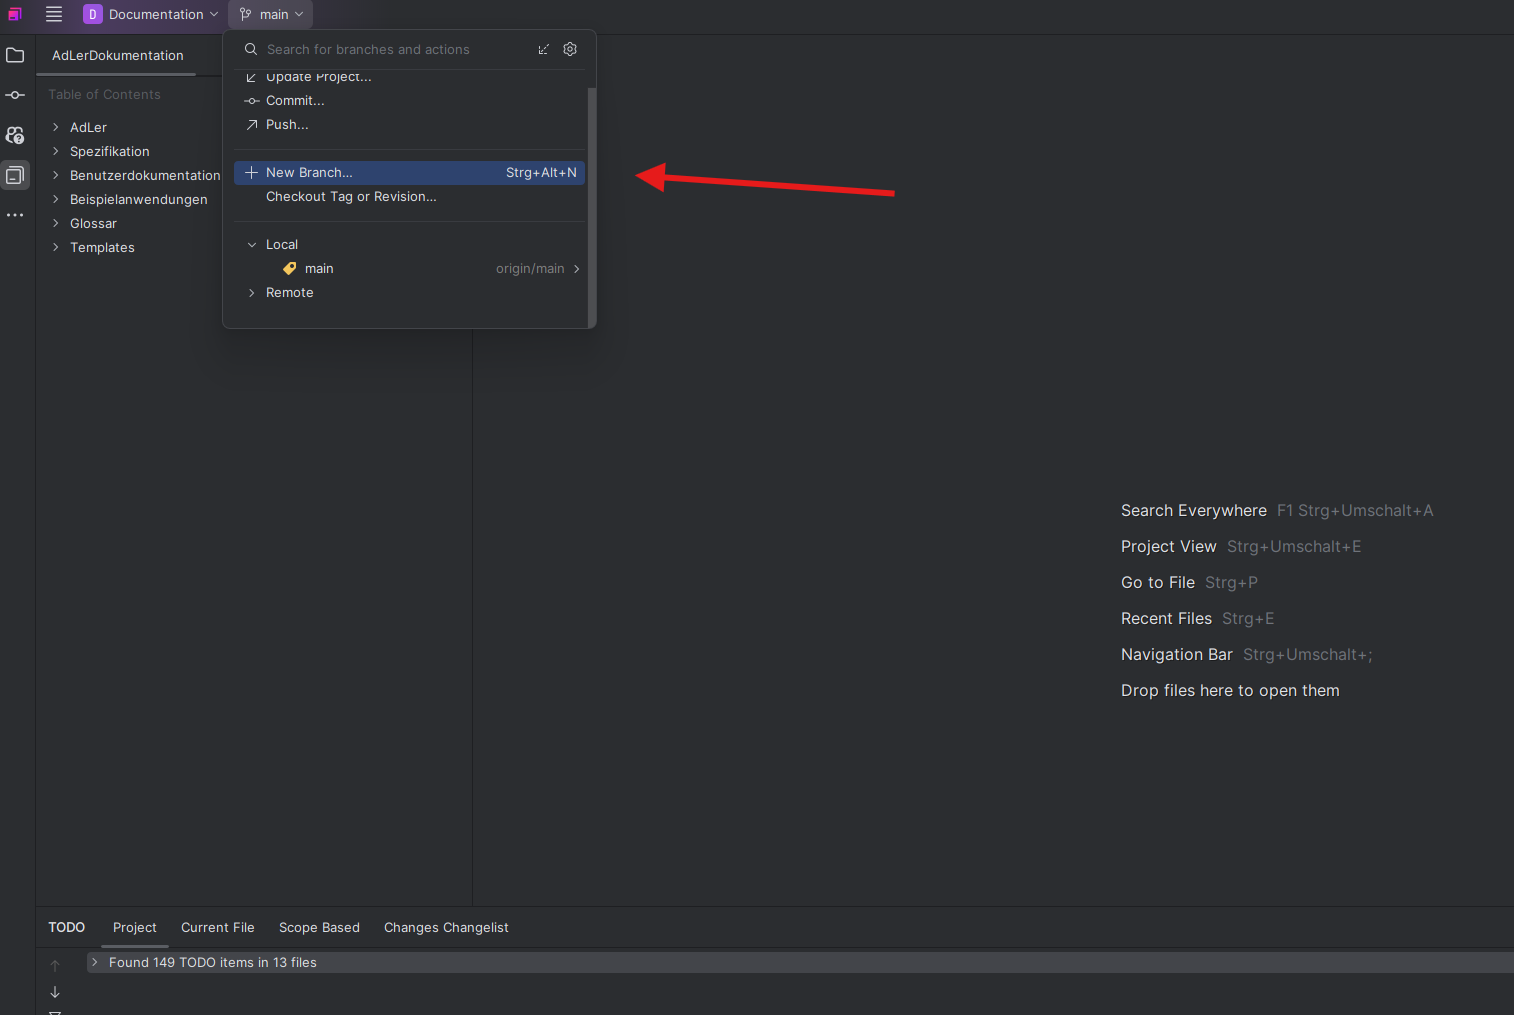 D Documentation main
Search for branches and actions
Update Project...
Commit...
Push...
New Branch... Strg+Alt+N
Checkout Tag or Revision...
Local
main origin/main
Remote
AdLerDokumentation
Table of Contents
AdLer
Spezifikation
Benutzerdokumentation
Beispielanwendungen
Glossar
Templates
Search Everywhere F1 Strg+Umschalt+A
Project View Strg+Umschalt+E
Go to File Strg+P
Recent Files Strg+E
Navigation Bar Strg+Umschalt+;
Drop files here to open them
TODO Project Current File Scope Based Changes Changelist
Found 149 TODO items in 13 files